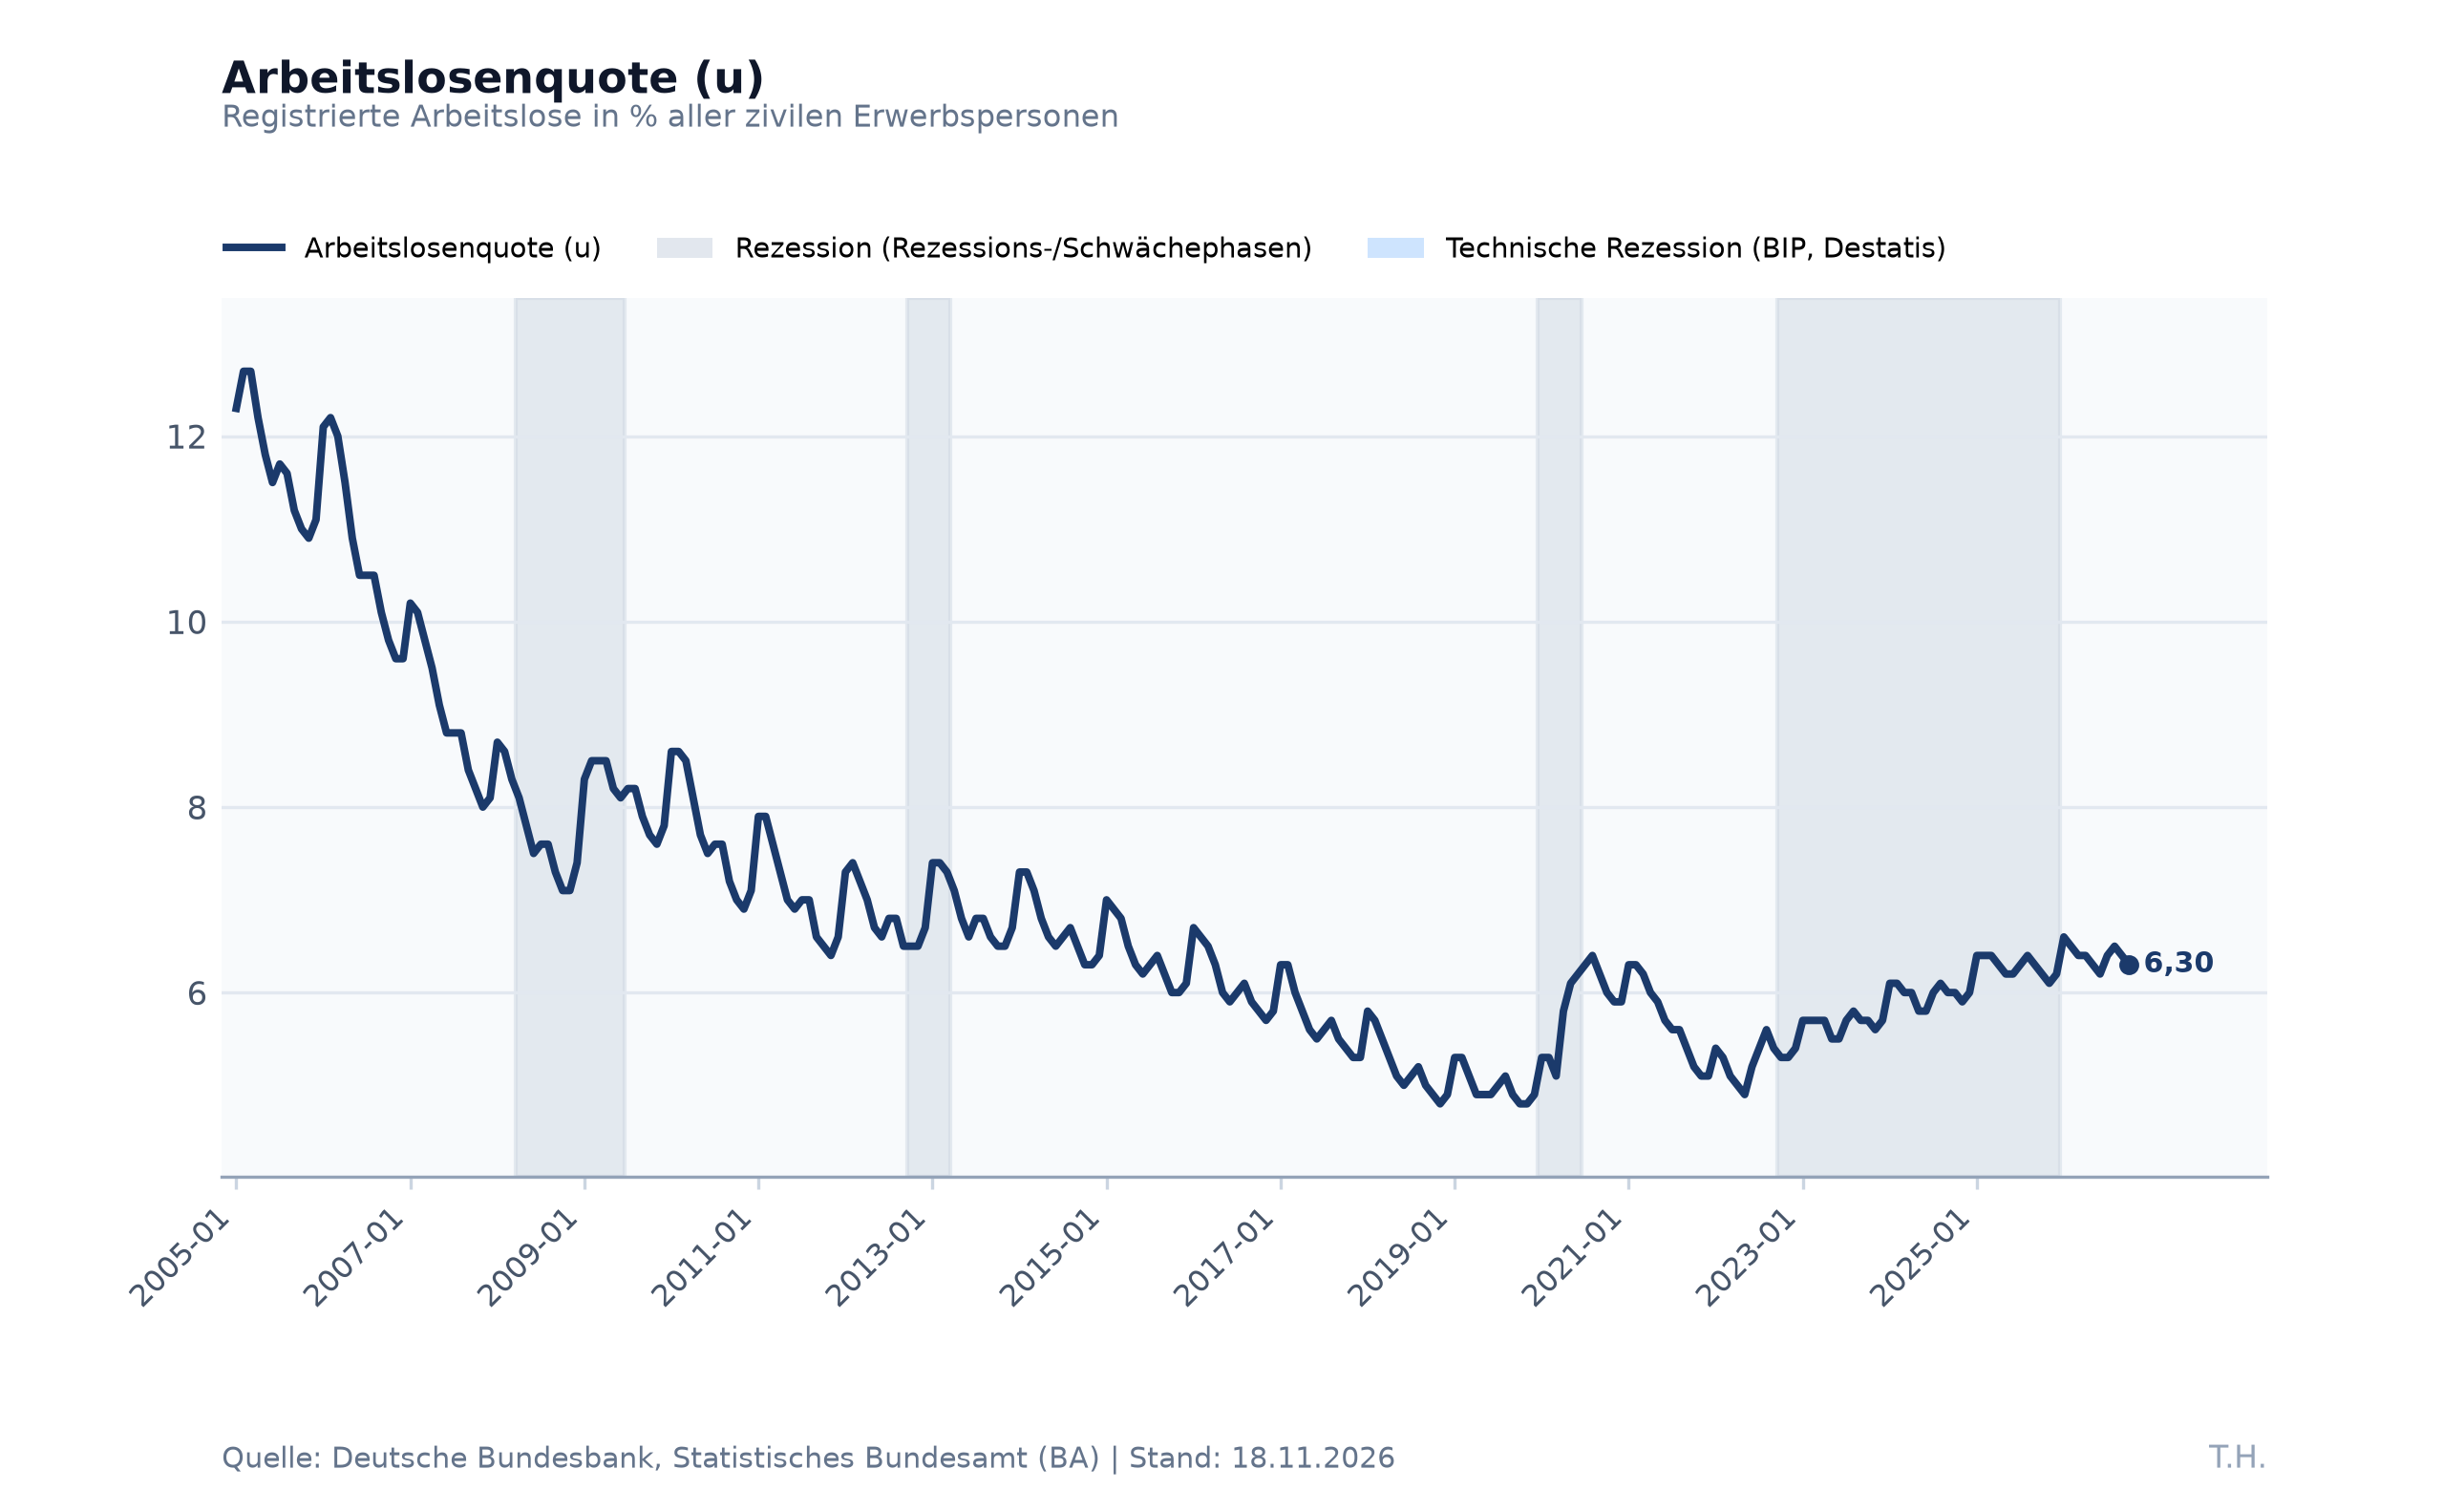 Arbeitslosenquote (u)
Registrierte Arbeitslose in % aller zivilen Erwerbspersonen
Arbeitslosenquote (u)
Rezession (Rezessions-/Schwächephasen)
Technische Rezession (BIP, Destatis)
12
10
8
6
6,30
2005-01
2007-01
2009-01
2011-01
2013-01
2015-01
2017-01
2019-01
2021-01
2023-01
2025-01
Quelle: Deutsche Bundesbank, Statistisches Bundesamt (BA) | Stand: 18.11.2026
T.H.